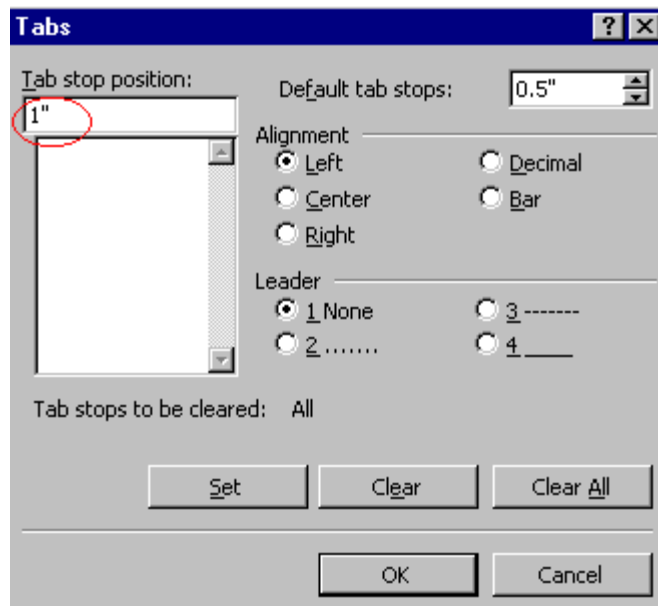 Tabs
Tab stop position:
Default tab stops:
0.5"
1"
Alignment
Left
Decimal
Center
Bar
Right
Leader
1 None
3 -------
2 .......
4 ____
Tab stops to be cleared: All
Set
Clear
Clear All
OK
Cancel